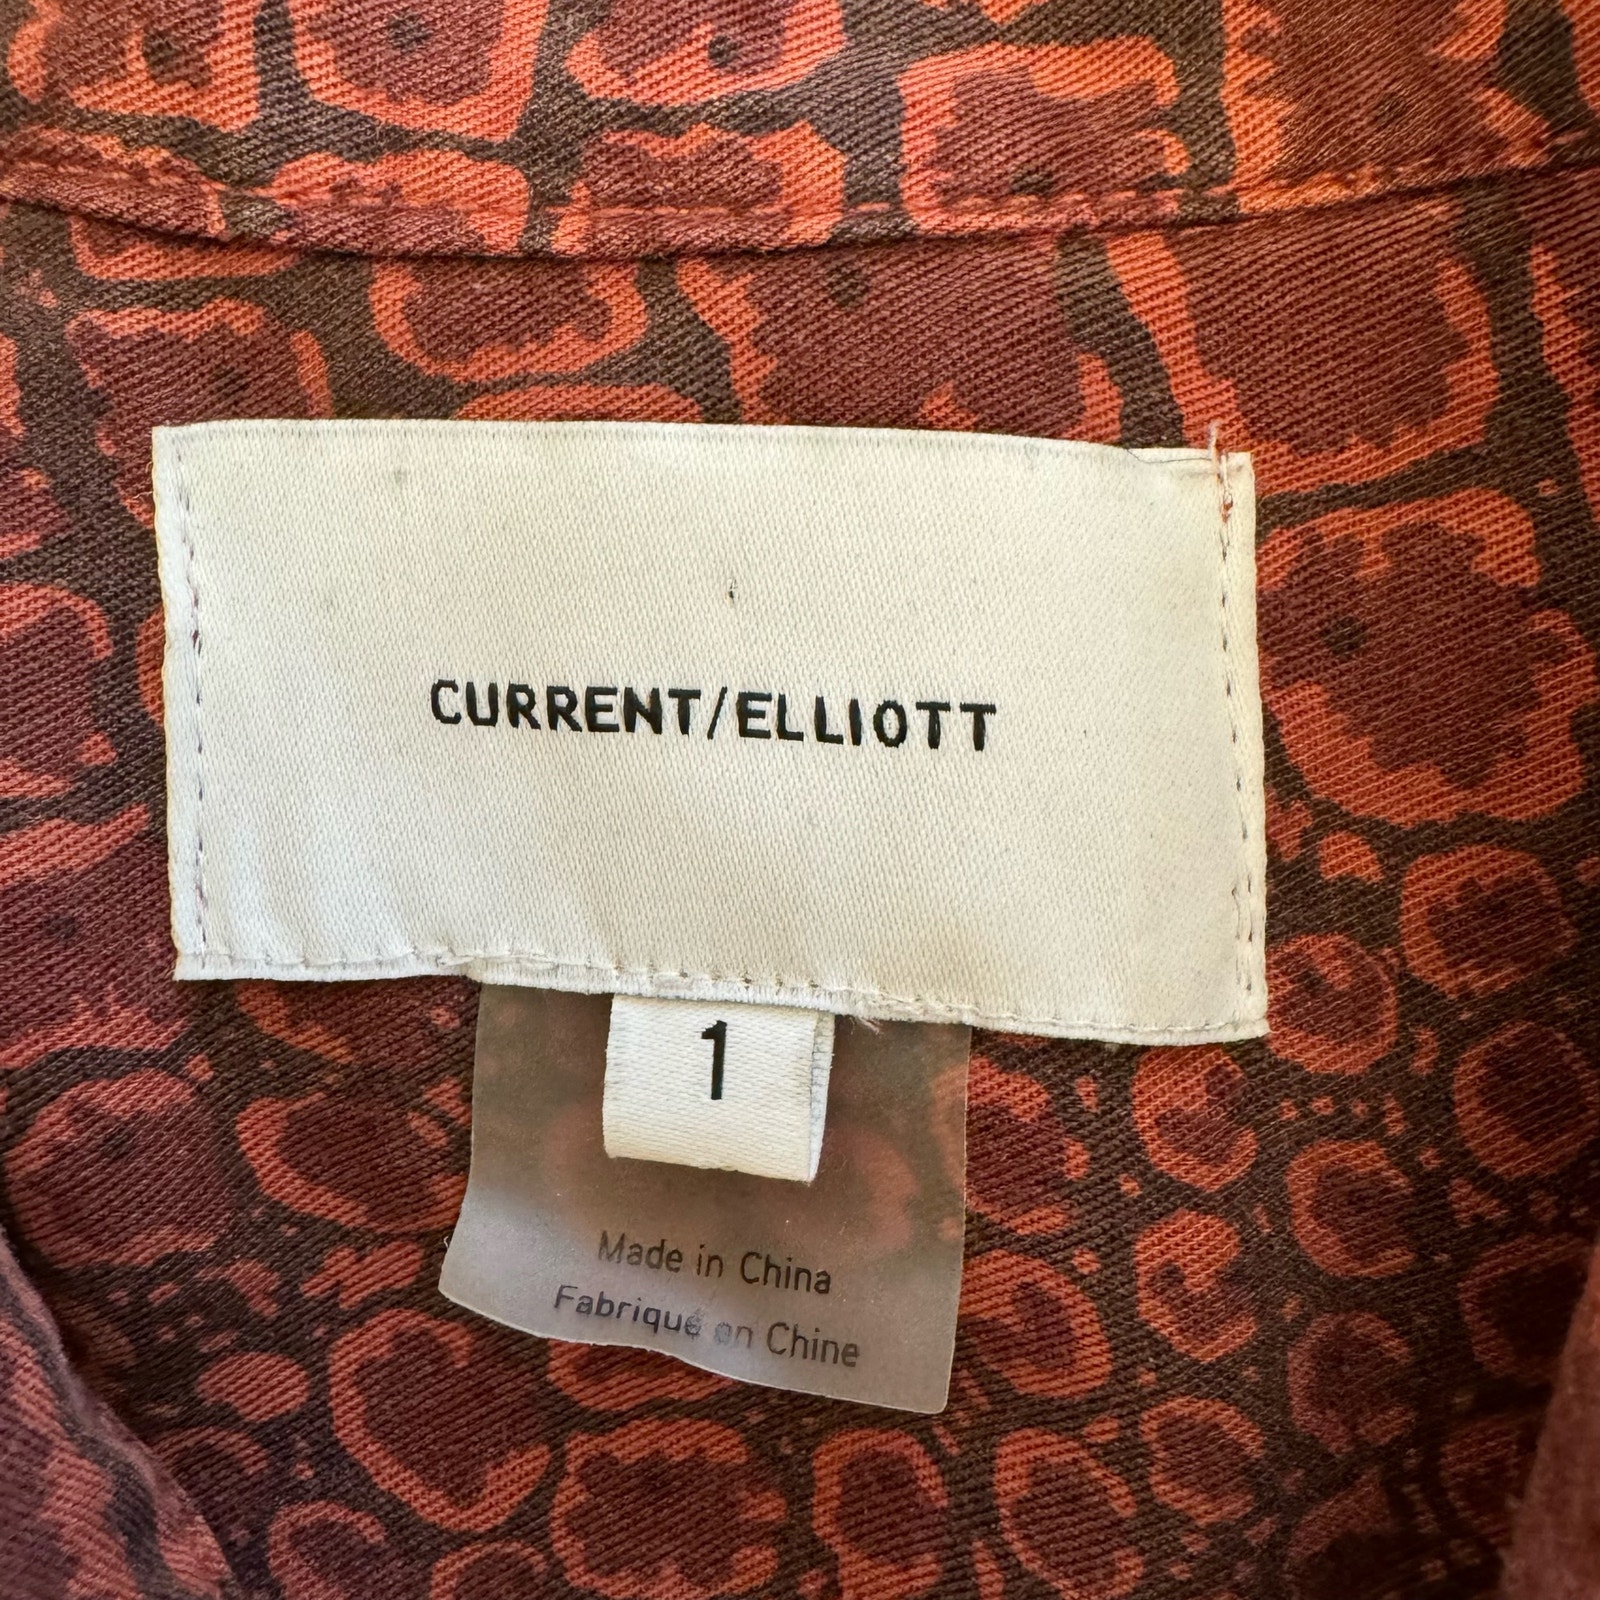 CURRENT/ELLIOTT
1
Made in China
Fabriqué en Chine